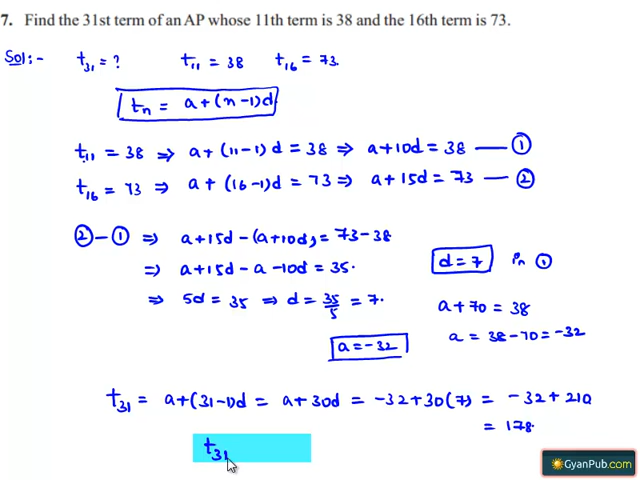 7. Find the 31st term of an AP whose 11th term is 38 and the 16th term is 73.
Sol:- t₃₁ = ? t₁₁ = 38 t₁₆ = 73.
tₙ = a+(n-1)d
t₁₁ = 38 ⇒ a+(11-1)d = 38 ⇒ a+10d = 38 —— ①
t₁₆ = 73 ⇒ a+(16-1)d = 73 ⇒ a+15d = 73 —— ②
②-① ⇒ a+15d-(a+10d) = 73-38
⇒ a+15d-a-10d = 35.
⇒ 5d = 35 ⇒ d = 35/5 = 7.
d = 7 in ①
a+70 = 38
a = 38-70 = -32
a = -32
t₃₁ = a+(31-1)d = a+30d = -32+30(7) = -32+210
= 178.
t₃₁
GyanPub.com